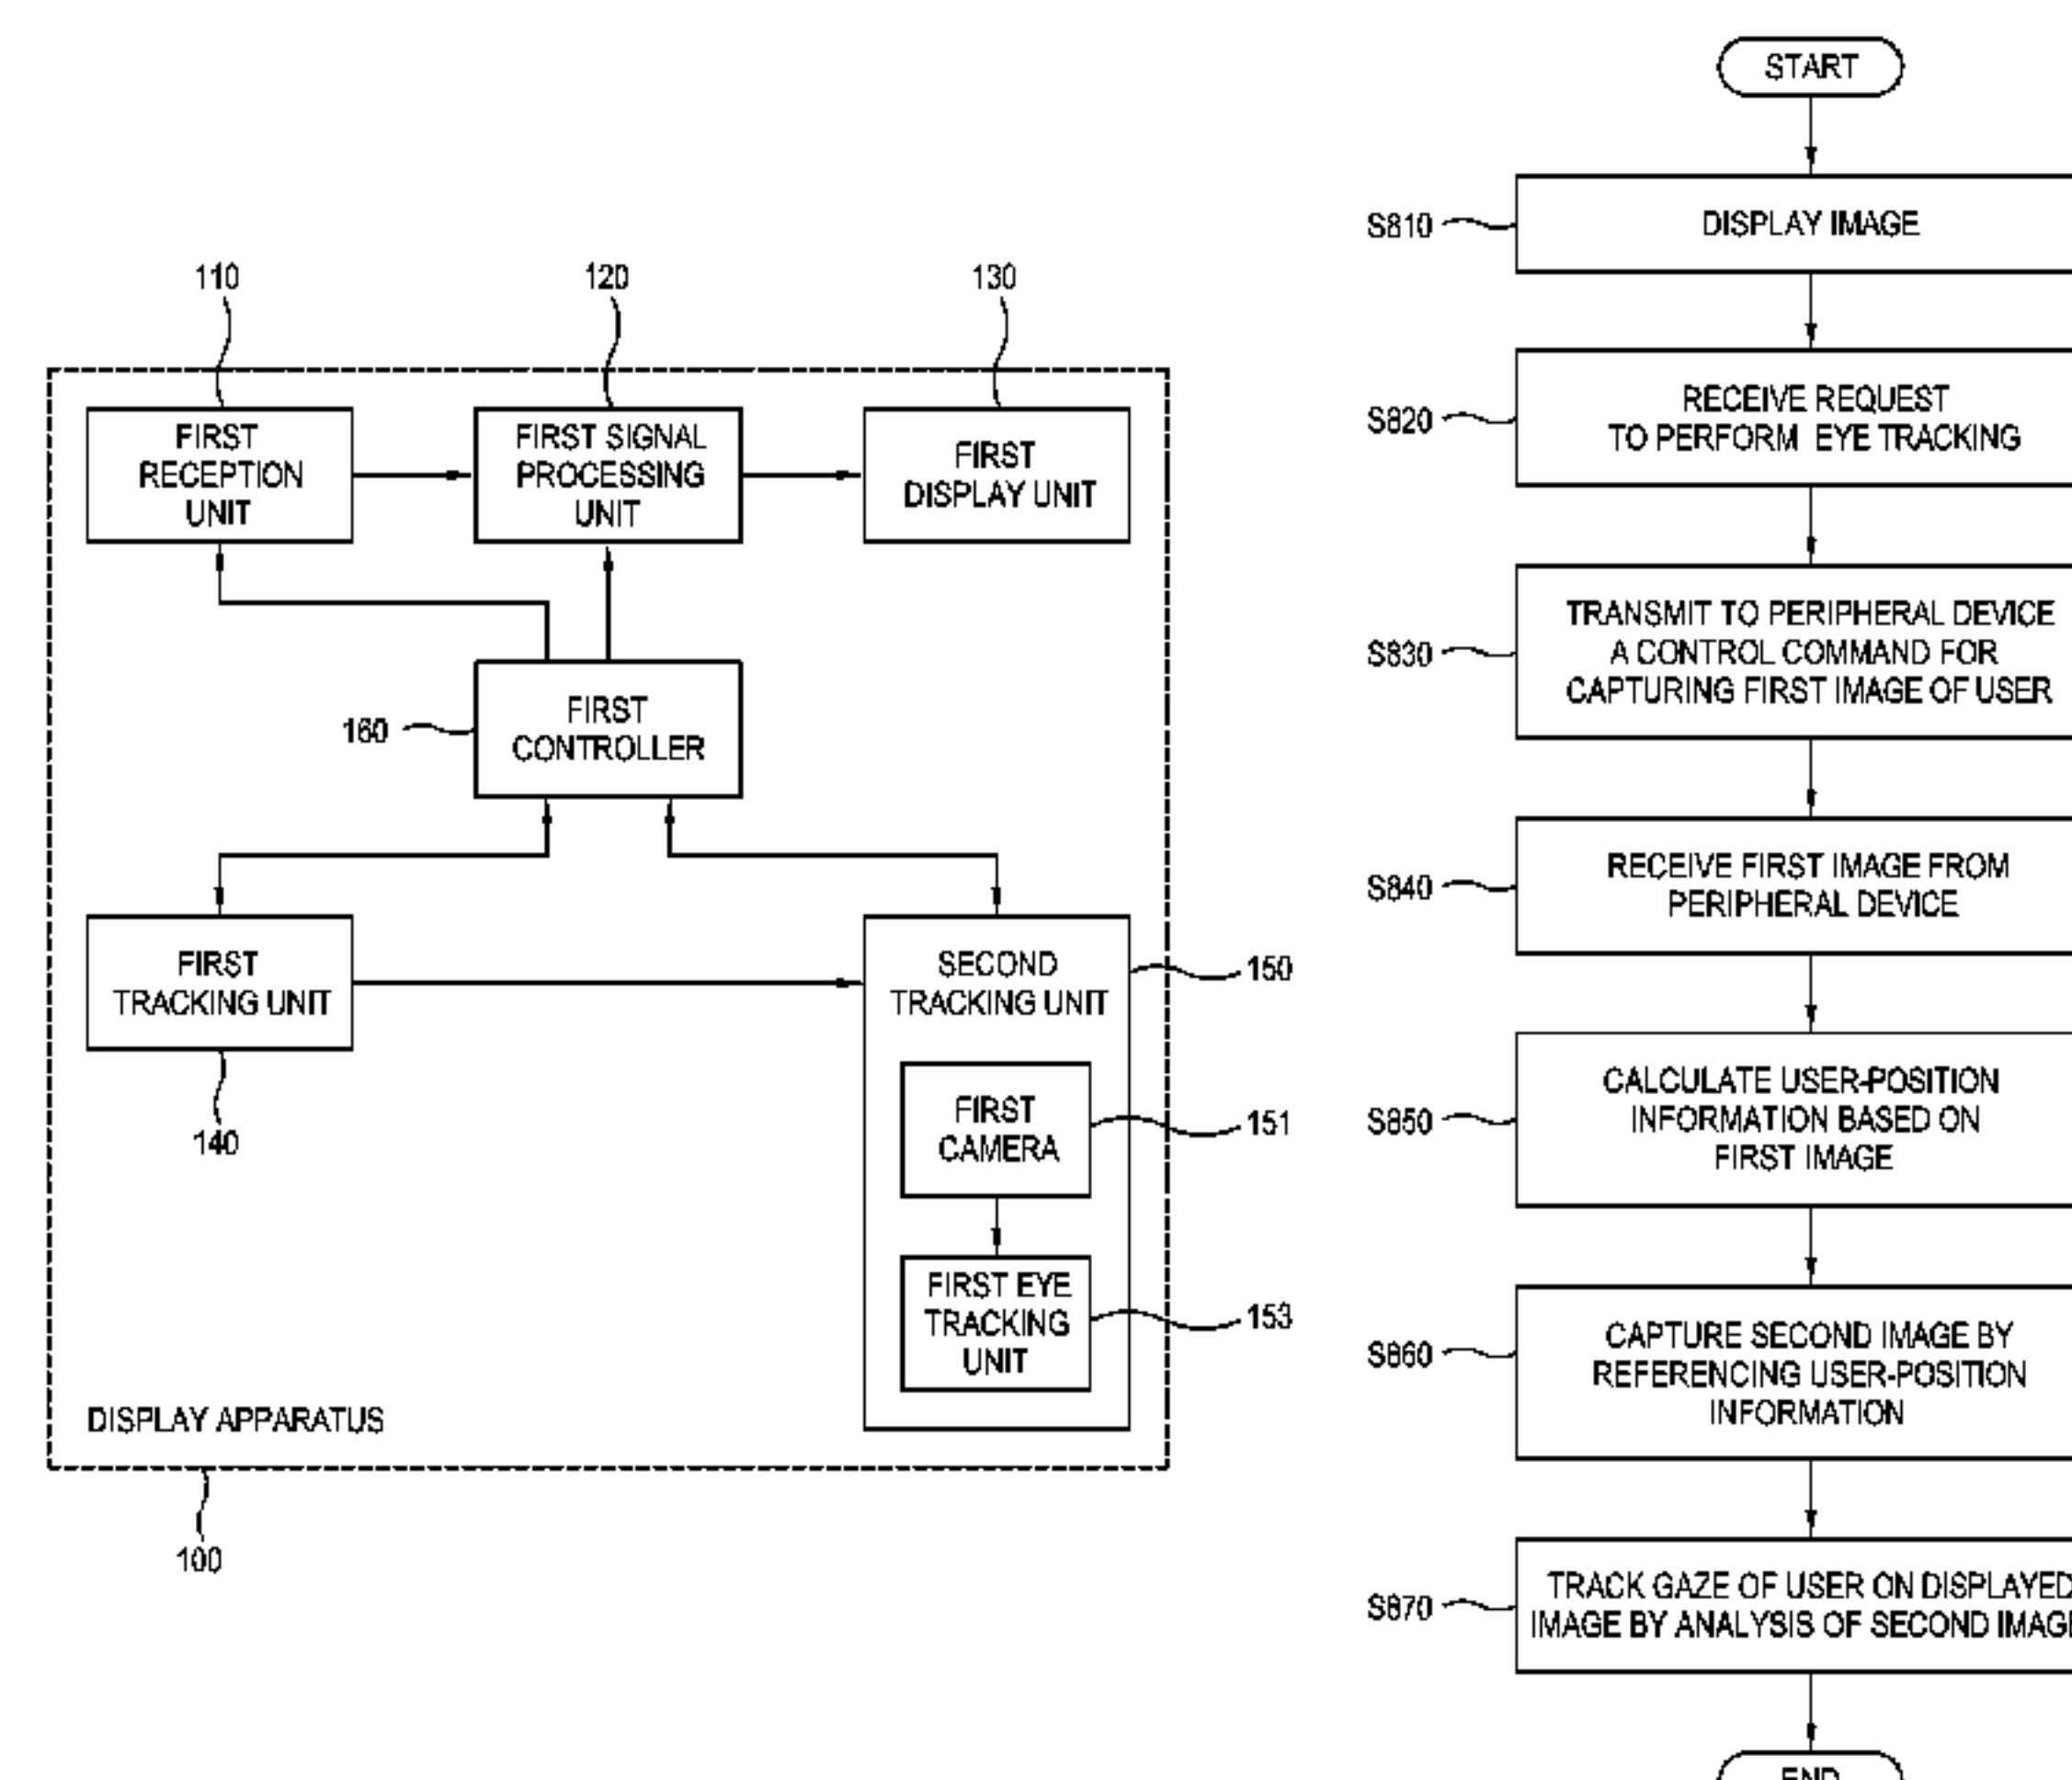 110
120
130
FIRST
RECEPTION
UNIT
FIRST SIGNAL
PROCESSING
UNIT
FIRST
DISPLAY UNIT
160
FIRST
CONTROLLER
FIRST
TRACKING UNIT
140
SECOND
TRACKING UNIT
150
FIRST
CAMERA
151
FIRST EYE
TRACKING
UNIT
153
DISPLAY APPARATUS
100
START
S810
DISPLAY IMAGE
S820
RECEIVE REQUEST
TO PERFORM EYE TRACKING
S830
TRANSMIT TO PERIPHERAL DEVICE
A CONTROL COMMAND FOR
CAPTURING FIRST IMAGE OF USER
S840
RECEIVE FIRST IMAGE FROM
PERIPHERAL DEVICE
S850
CALCULATE USER-POSITION
INFORMATION BASED ON
FIRST IMAGE
S860
CAPTURE SECOND IMAGE BY
REFERENCING USER-POSITION
INFORMATION
S870
TRACK GAZE OF USER ON DISPLAYED
IMAGE BY ANALYSIS OF SECOND IMAGE
END